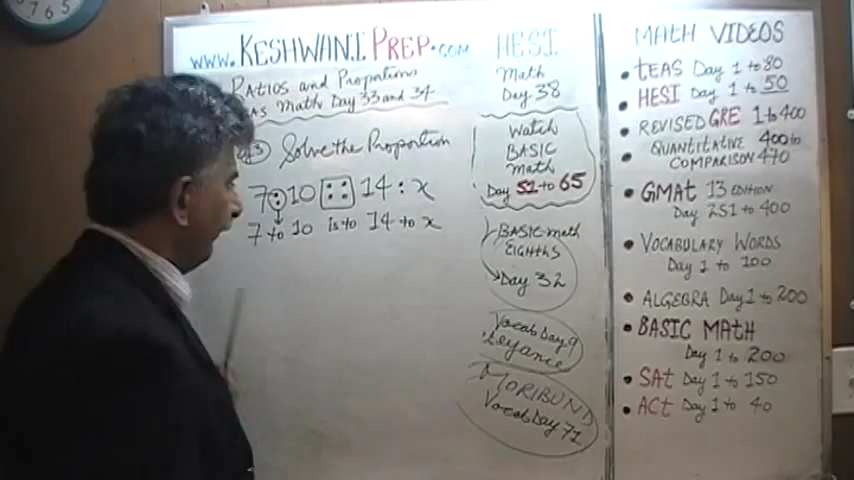 www.KESHWANIPREP.com
Ratios and Proportions
Math Day 33 and 34
Solve the Proportion
7 : 10 :: 14 : x
7 to 10 is to 14 to x
HESI
Math
Day 38
Watch
BASIC
Math
Day 51 to 65
BASIC math
EIGHTHS
Day 32
Vocab Day 9
MORIBUND
Vocab Day 71
MATH VIDEOS
• TEAS Day 1 to 80
• HESI Day 1 to 50
• REVISED GRE 1 to 400
• QUANTITATIVE 400 to
COMPARISON 470
• GMAT 13 EDITION
Day 251 to 400
• VOCABULARY WORDS
Day 1 to 100
• ALGEBRA Day 1 to 200
• BASIC MATH
Day 1 to 200
• SAT Day 1 to 150
• ACT Day 1 to 40
7 6 5